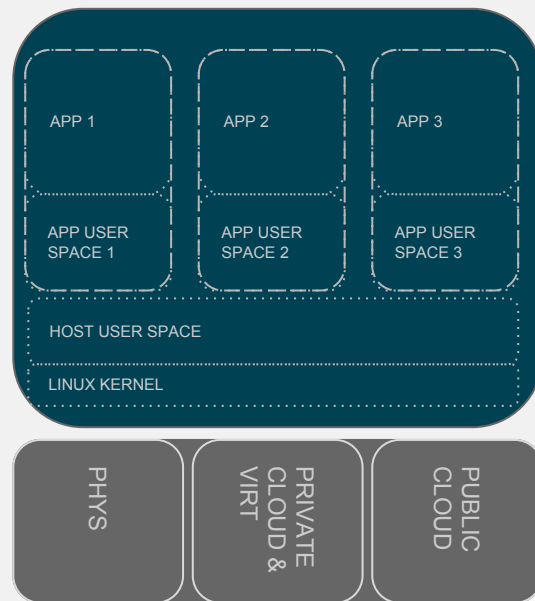 APP 1
APP 2
APP 3
APP USER
SPACE 1
APP USER
SPACE 2
APP USER
SPACE 3
HOST USER SPACE
LINUX KERNEL
PHYS
PRIVATE
CLOUD &
VIRT
PUBLIC
CLOUD